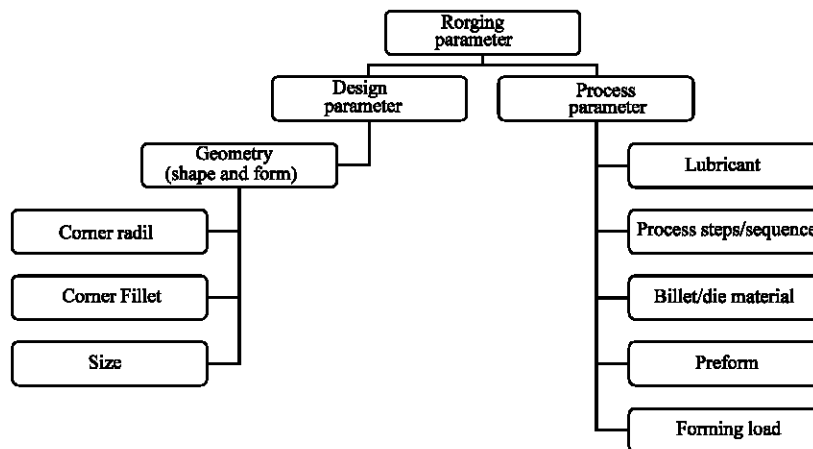 Rorging
parameter
Design
parameter
Process
parameter
Geometry
(shape and form)
Lubricant
Corner radil
Process steps/sequence
Corner Fillet
Billet/die material
Size
Preform
Forming load